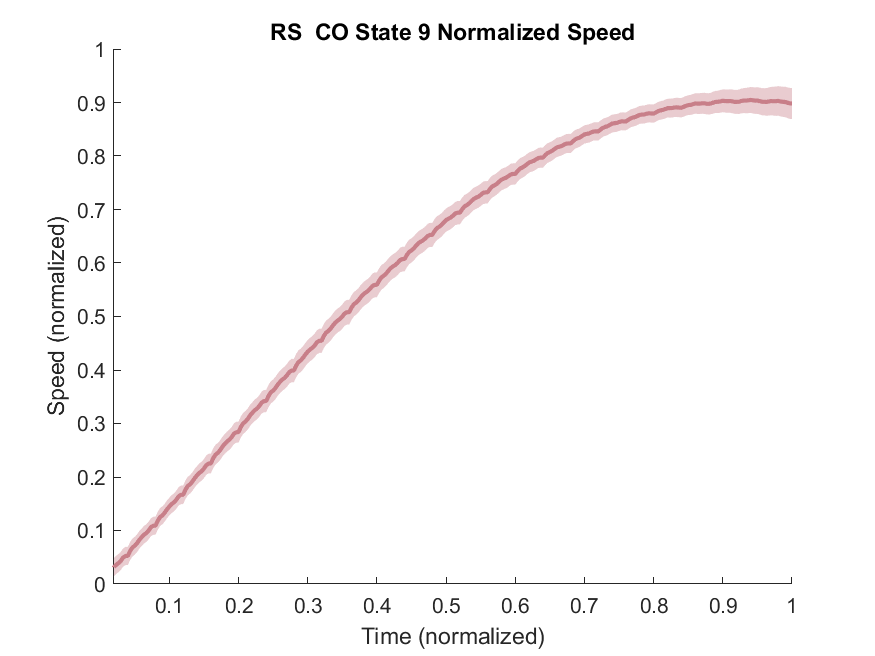 RS  CO State 9 Normalized Speed
1
0.9
0.8
0.7
0.6
0.5
0.4
0.3
0.2
0.1
0
Speed (normalized)
0.1 0.2 0.3 0.4 0.5 0.6 0.7 0.8 0.9 1
Time (normalized)